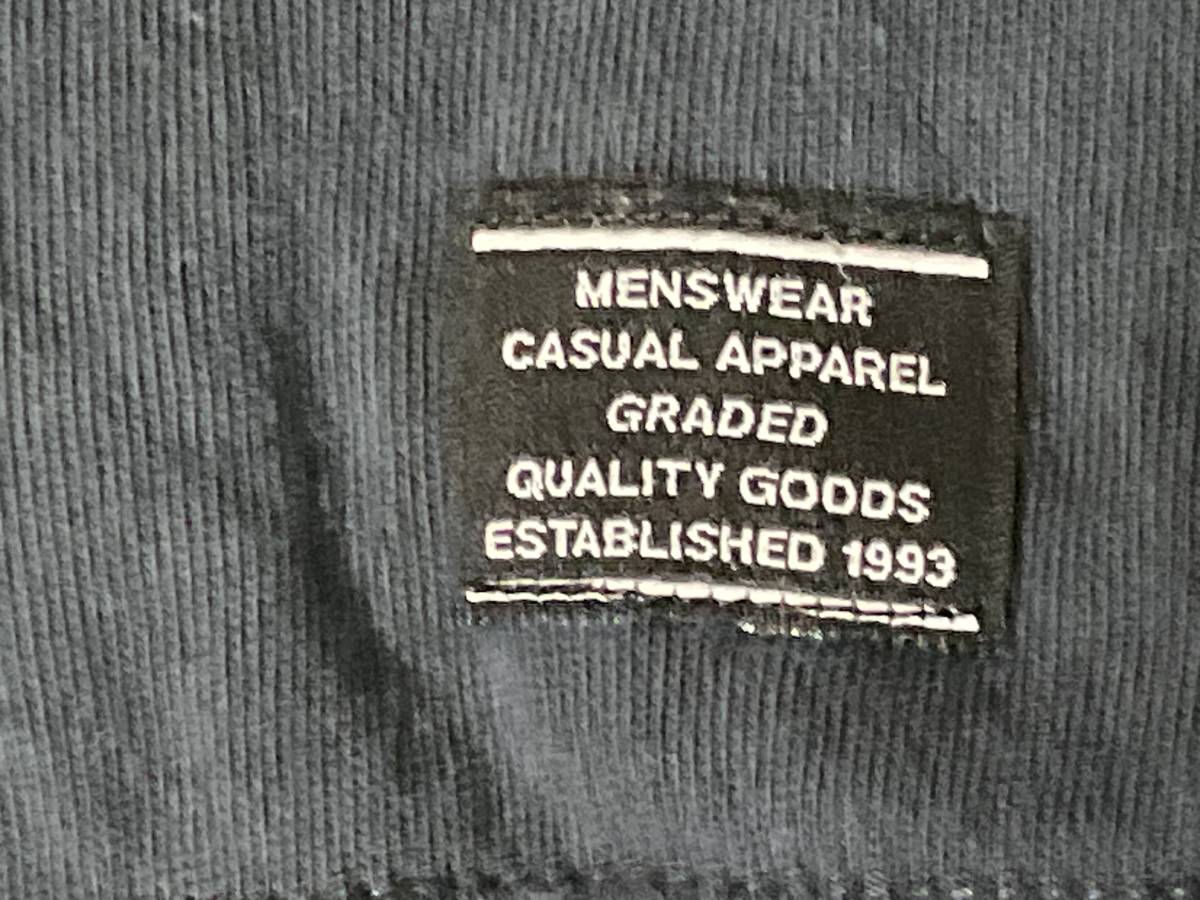 MENSWEAR
CASUAL APPAREL
GRADED
QUALITY GOODS
ESTABLISHED 1993